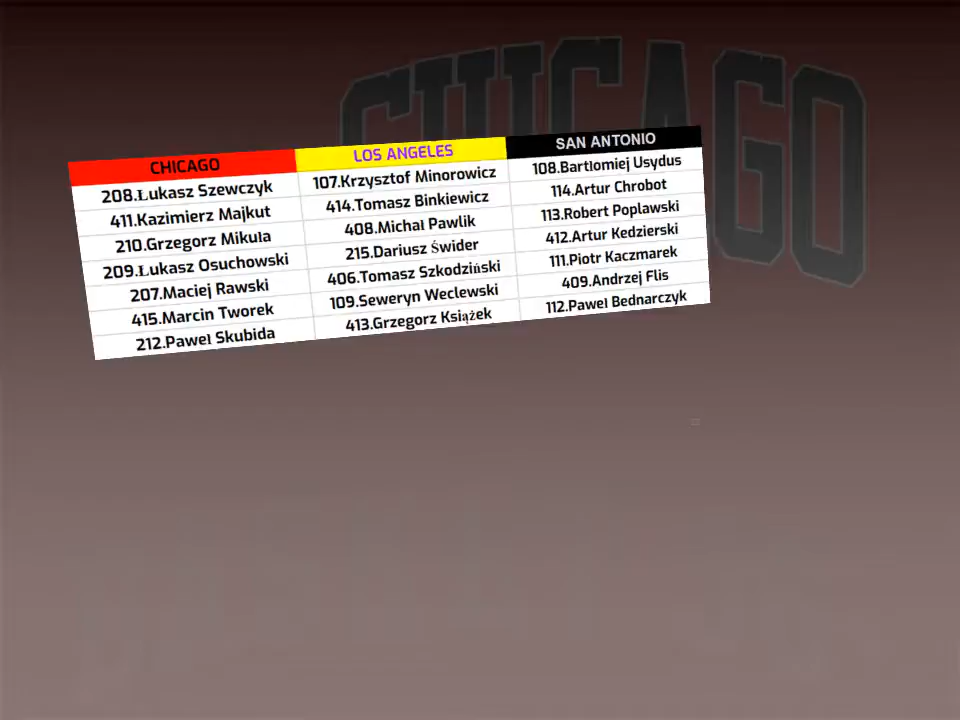 CHICAGO
CHICAGO LOS ANGELES SAN ANTONIO
208.Łukasz Szewczyk 107.Krzysztof Minorowicz 108.Bartłomiej Usydus
411.Kazimierz Majkut 414.Tomasz Binkiewicz 114.Artur Chrobot
210.Grzegorz Mikula 408.Michał Pawlik 113.Robert Popławski
209.Łukasz Osuchowski 215.Dariusz Świder 412.Artur Kedzierski
207.Maciej Rawski 406.Tomasz Szkodziński 111.Piotr Kaczmarek
415.Marcin Tworek 109.Seweryn Weclewski 409.Andrzej Flis
212.Paweł Skubida 413.Grzegorz Książek 112.Paweł Bednarczyk